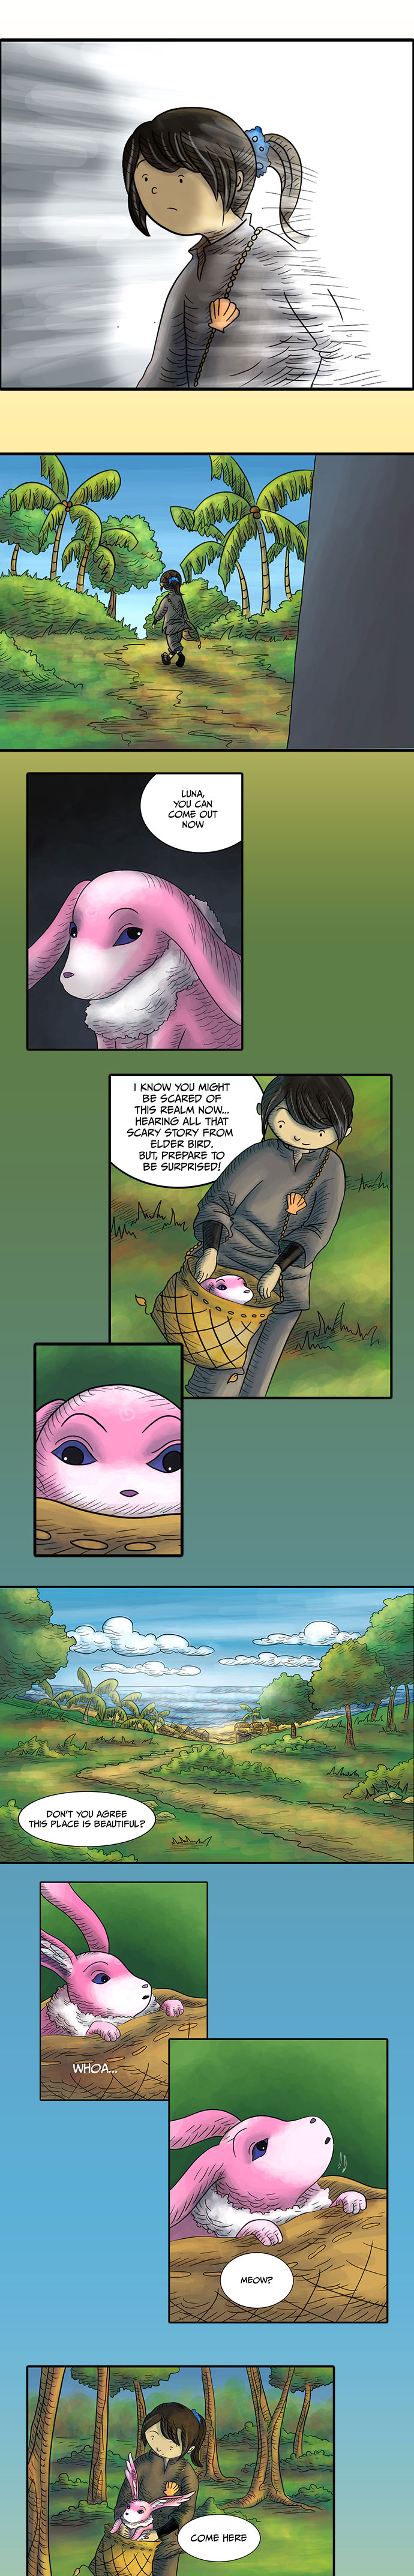 LUNA,
YOU CAN
COME OUT
NOW
I KNOW YOU MIGHT
BE SCARED OF
THIS REALM NOW...
HEARING ALL THAT
SCARY STORY FROM
ELDER BIRD.
BUT, PREPARE TO
BE SURPRISED!
DON'T YOU AGREE
THIS PLACE IS BEAUTIFUL?
WHOA...
MEOW?
COME HERE